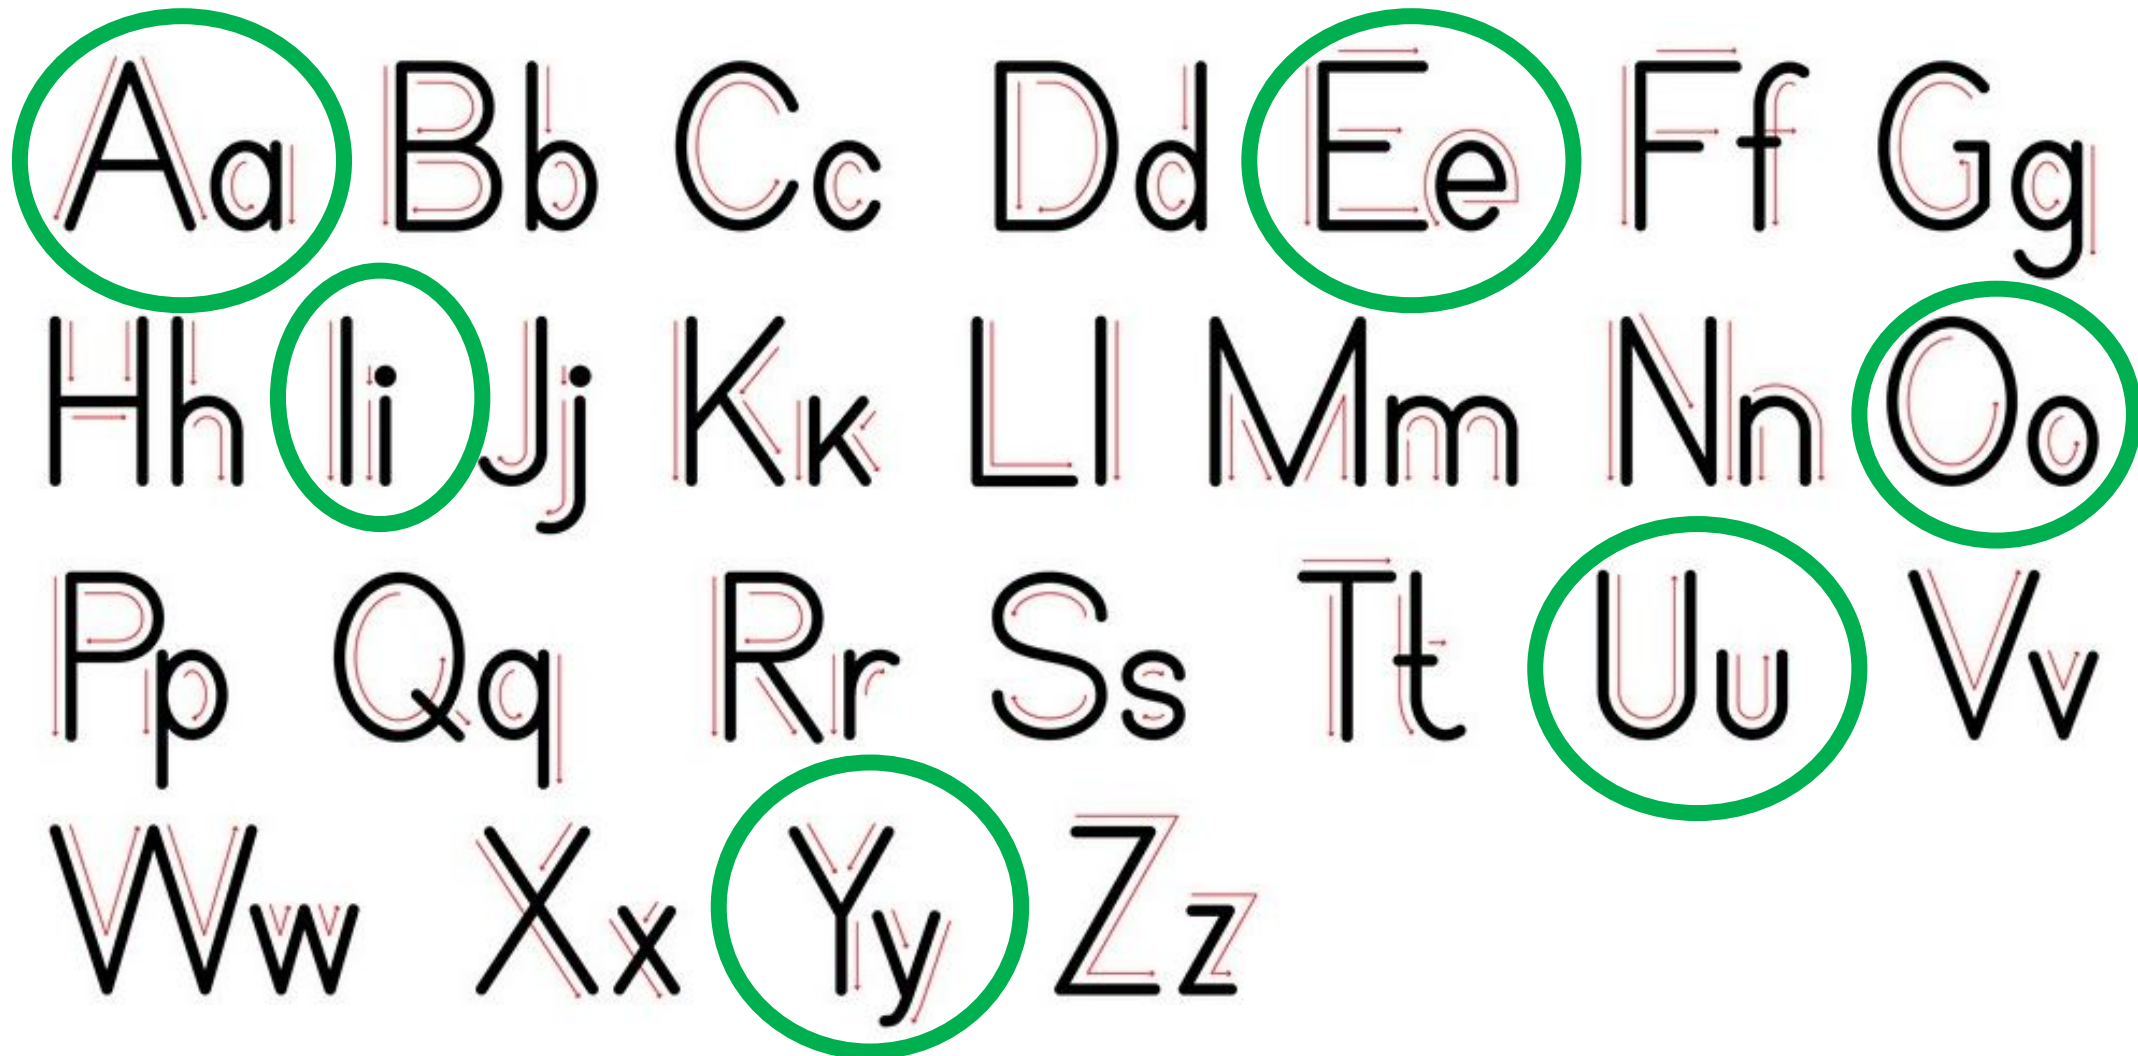 Aa Bb Cc Dd Ee Ff Gg
Hh Ii Jj Kk Ll Mm Nn Oo
Pp Qq Rr Ss Tt Uu Vv
Ww Xx Yy Zz